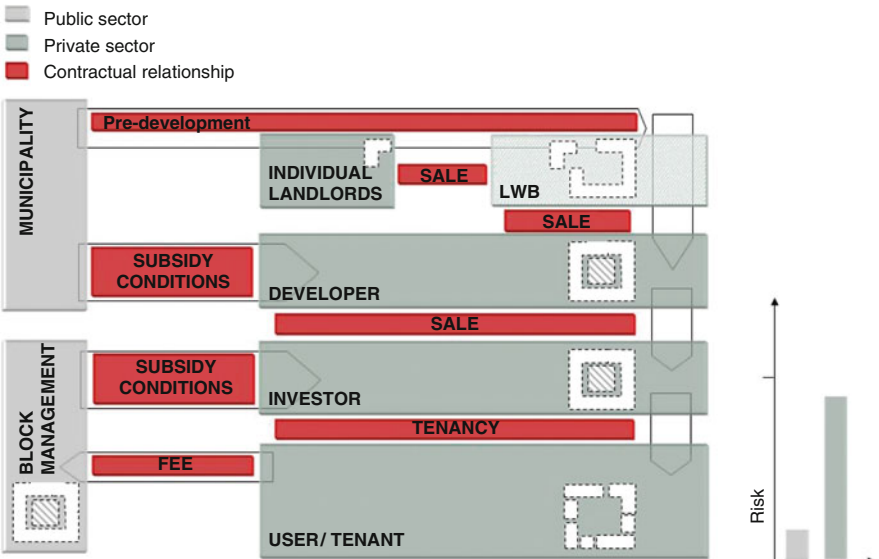 Public sector
Private sector
Contractual relationship
MUNICIPALITY
Pre-development
INDIVIDUAL
LANDLORDS
SALE
LWB
SALE
SUBSIDY
CONDITIONS
DEVELOPER
SALE
BLOCK
MANAGEMENT
SUBSIDY
CONDITIONS
INVESTOR
TENANCY
FEE
USER/ TENANT
Risk